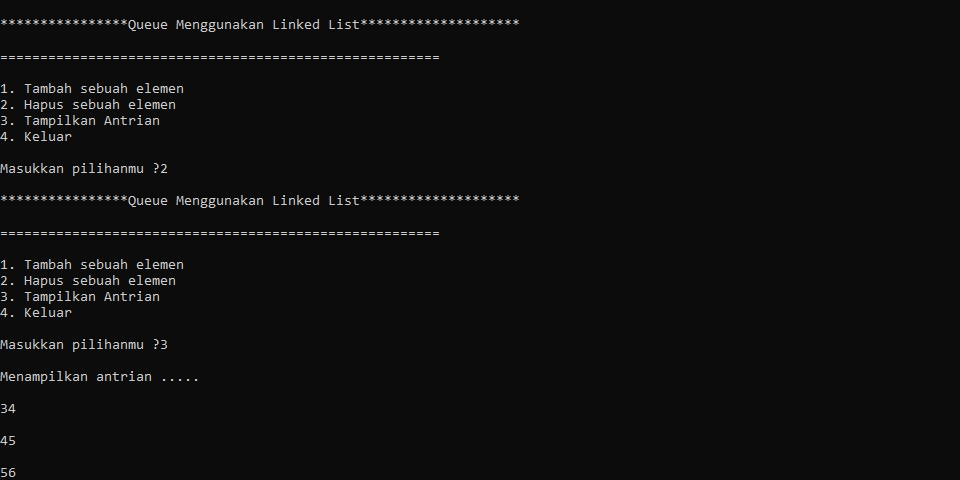 ****************Queue Menggunakan Linked List********************
=======================================================
1. Tambah sebuah elemen
2. Hapus sebuah elemen
3. Tampilkan Antrian
4. Keluar
Masukkan pilihanmu ?2
****************Queue Menggunakan Linked List********************
=======================================================
1. Tambah sebuah elemen
2. Hapus sebuah elemen
3. Tampilkan Antrian
4. Keluar
Masukkan pilihanmu ?3
Menampilkan antrian .....
34
45
56